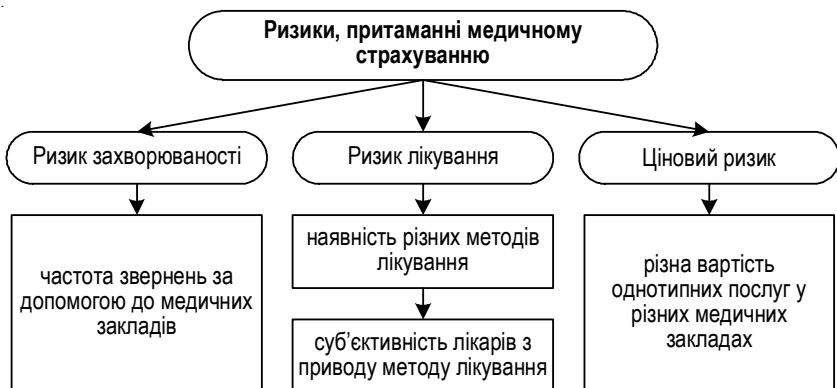 Ризики, притаманні медичному
страхуванню
Ризик захворюваності
Ризик лікування
Ціновий ризик
частота звернень за
допомогою до медичних
закладів
наявність різних методів
лікування
суб’єктивність лікарів з
приводу методу лікування
різна вартість
однотипних послуг у
різних медичних
закладах